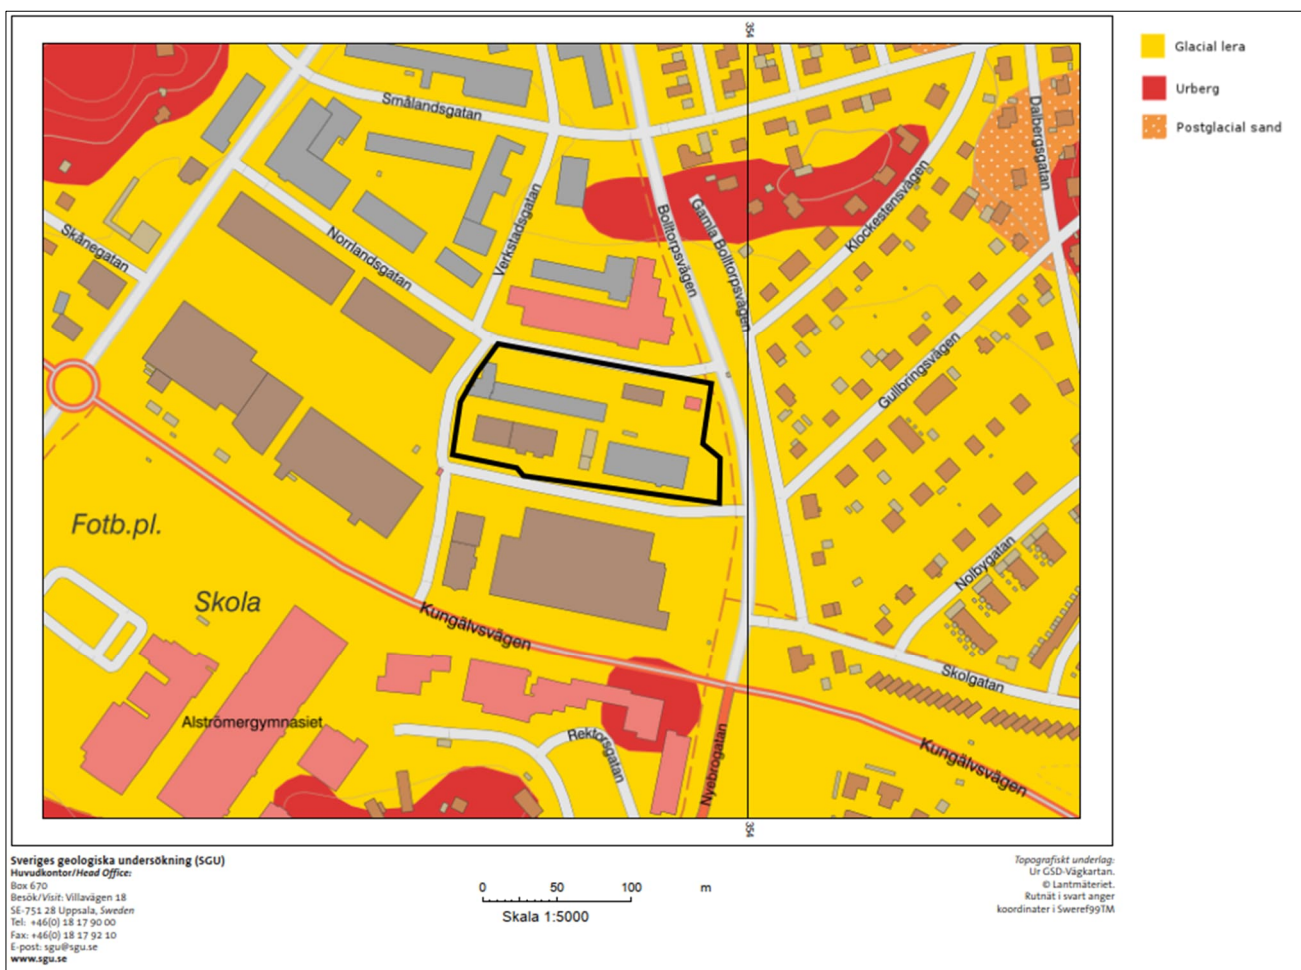 354
Glacial lera
Urberg
Postglacial sand
Smålandsgatan
Dalbergsgatan
Verkstadsgatan
Klockestensvägen
Bolltorpsvägen
Gamla Bolltorpsvägen
Skånegatan
Norrlandsgatan
Gullbringsvägen
Fotb.pl.
Skola
Kungälvsvägen
Nolbygatan
Skolgatan
Alströmergymnasiet
Rektorsgatan
Nyebrogatan
Kungälvsvägen
354
Sveriges geologiska undersökning (SGU)
Huvudkontor/Head Office:
Box 670
Besök/Visit: Villavägen 18
SE-751 28 Uppsala, Sweden
Tel: +46(0) 18 17 90 00
Fax: +46(0) 18 17 92 10
E-post: sgu@sgu.se
www.sgu.se
0 50 100 m
Skala 1:5000
Topografiskt underlag:
Ur GSD-Vägkartan.
© Lantmäteriet.
Rutnät i svart anger
koordinater i Sweref99TM